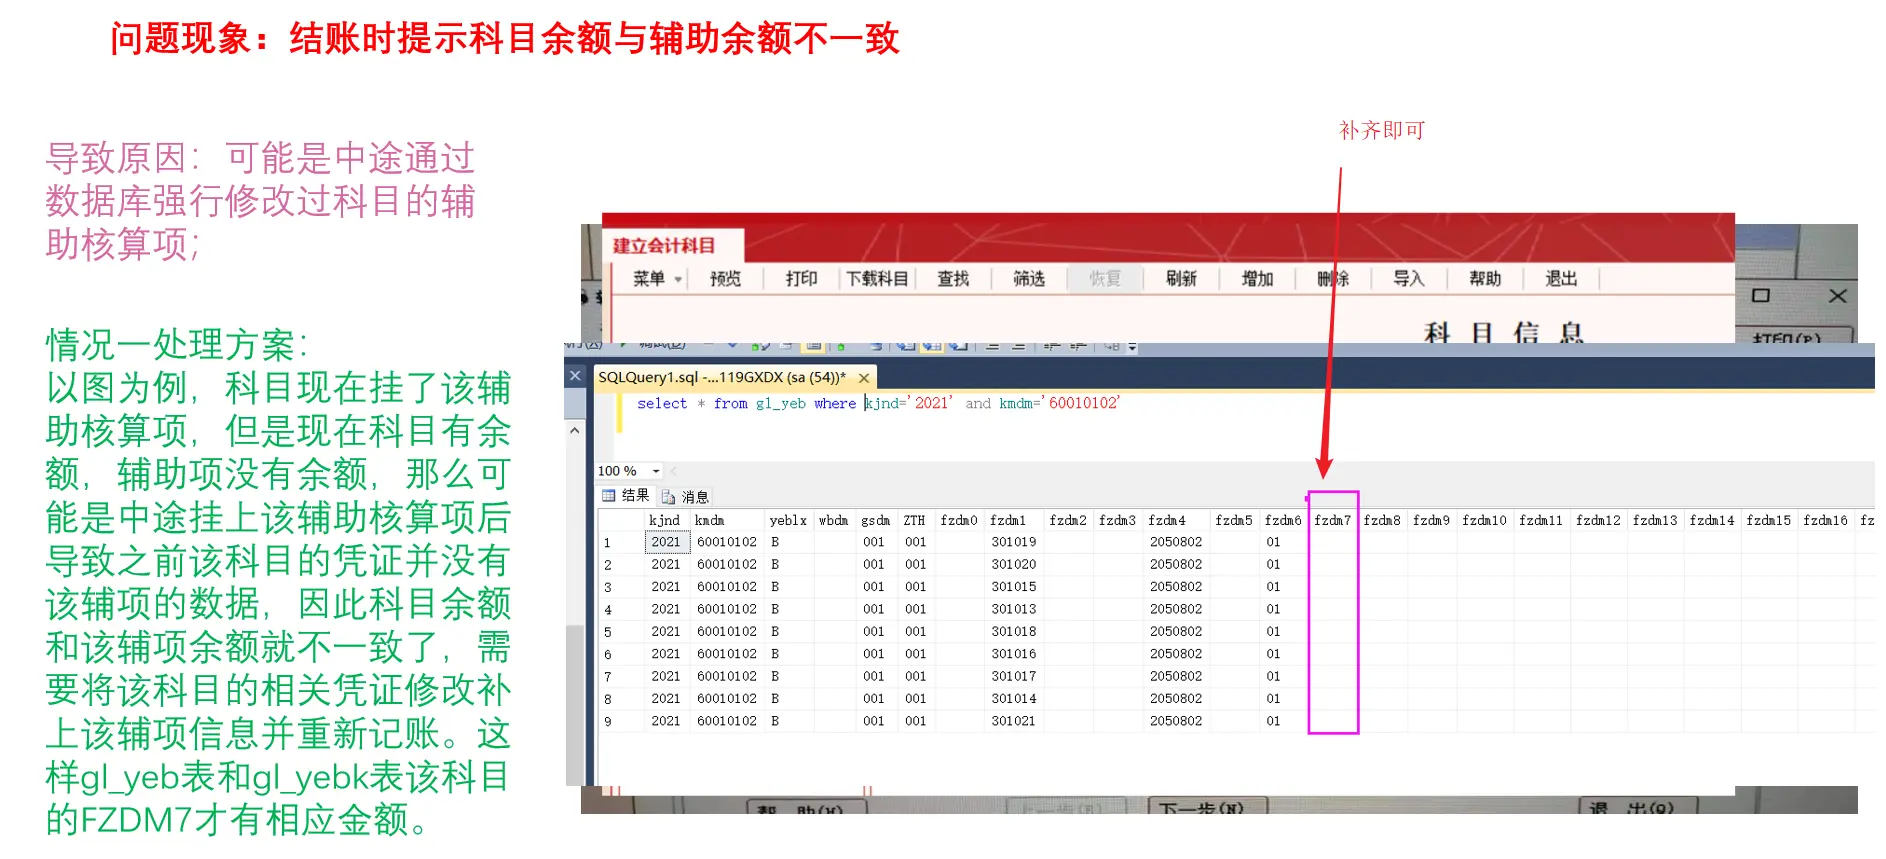 问题现象：结账时提示科目余额与辅助余额不一致
补齐即可
导致原因：可能是中途通过
数据库强行修改过科目的辅
助核算项；
情况一处理方案：
以图为例，科目现在挂了该辅
助核算项，但是现在科目有余
额，辅助项没有余额，那么可
能是中途挂上该辅助核算项后
导致之前该科目的凭证并没有
该辅项的数据，因此科目余额
和该辅项余额就不一致了，需
要将该科目的相关凭证修改补
上该辅项信息并重新记账。这
样gl_yeb表和gl_yebk表该科目
的FZDM7才有相应金额。
建立会计科目
菜单 预览 打印 下载科目 查找 筛选 恢复 刷新 增加 删除 导入 帮助 退出
科 目 信 息
打印(P)
SQLQuery1.sql -...119GXDX (sa (54))*
select * from gl_yeb where kjnd='2021' and kmdm='60010102'
100 %
结果 消息
kjnd kmdm yeblx wbdm gsdm ZTH fzdm0 fzdm1 fzdm2 fzdm3 fzdm4 fzdm5 fzdm6 fzdm7 fzdm8 fzdm9 fzdm10 fzdm11 fzdm12 fzdm13 fzdm14 fzdm15 fzdm16 fz
1 2021 60010102 B 001 001 301019 2050802 01
2 2021 60010102 B 001 001 301020 2050802 01
3 2021 60010102 B 001 001 301015 2050802 01
4 2021 60010102 B 001 001 301013 2050802 01
5 2021 60010102 B 001 001 301018 2050802 01
6 2021 60010102 B 001 001 301016 2050802 01
7 2021 60010102 B 001 001 301017 2050802 01
8 2021 60010102 B 001 001 301014 2050802 01
9 2021 60010102 B 001 001 301021 2050802 01
帮 助(H) 上一步(B) 下一步(N) 退 出(Q)